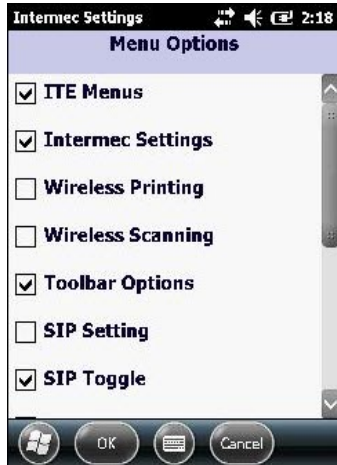 Intermec Settings 2:18
Menu Options
ITE Menus
Intermec Settings
Wireless Printing
Wireless Scanning
Toolbar Options
SIP Setting
SIP Toggle
OK Cancel